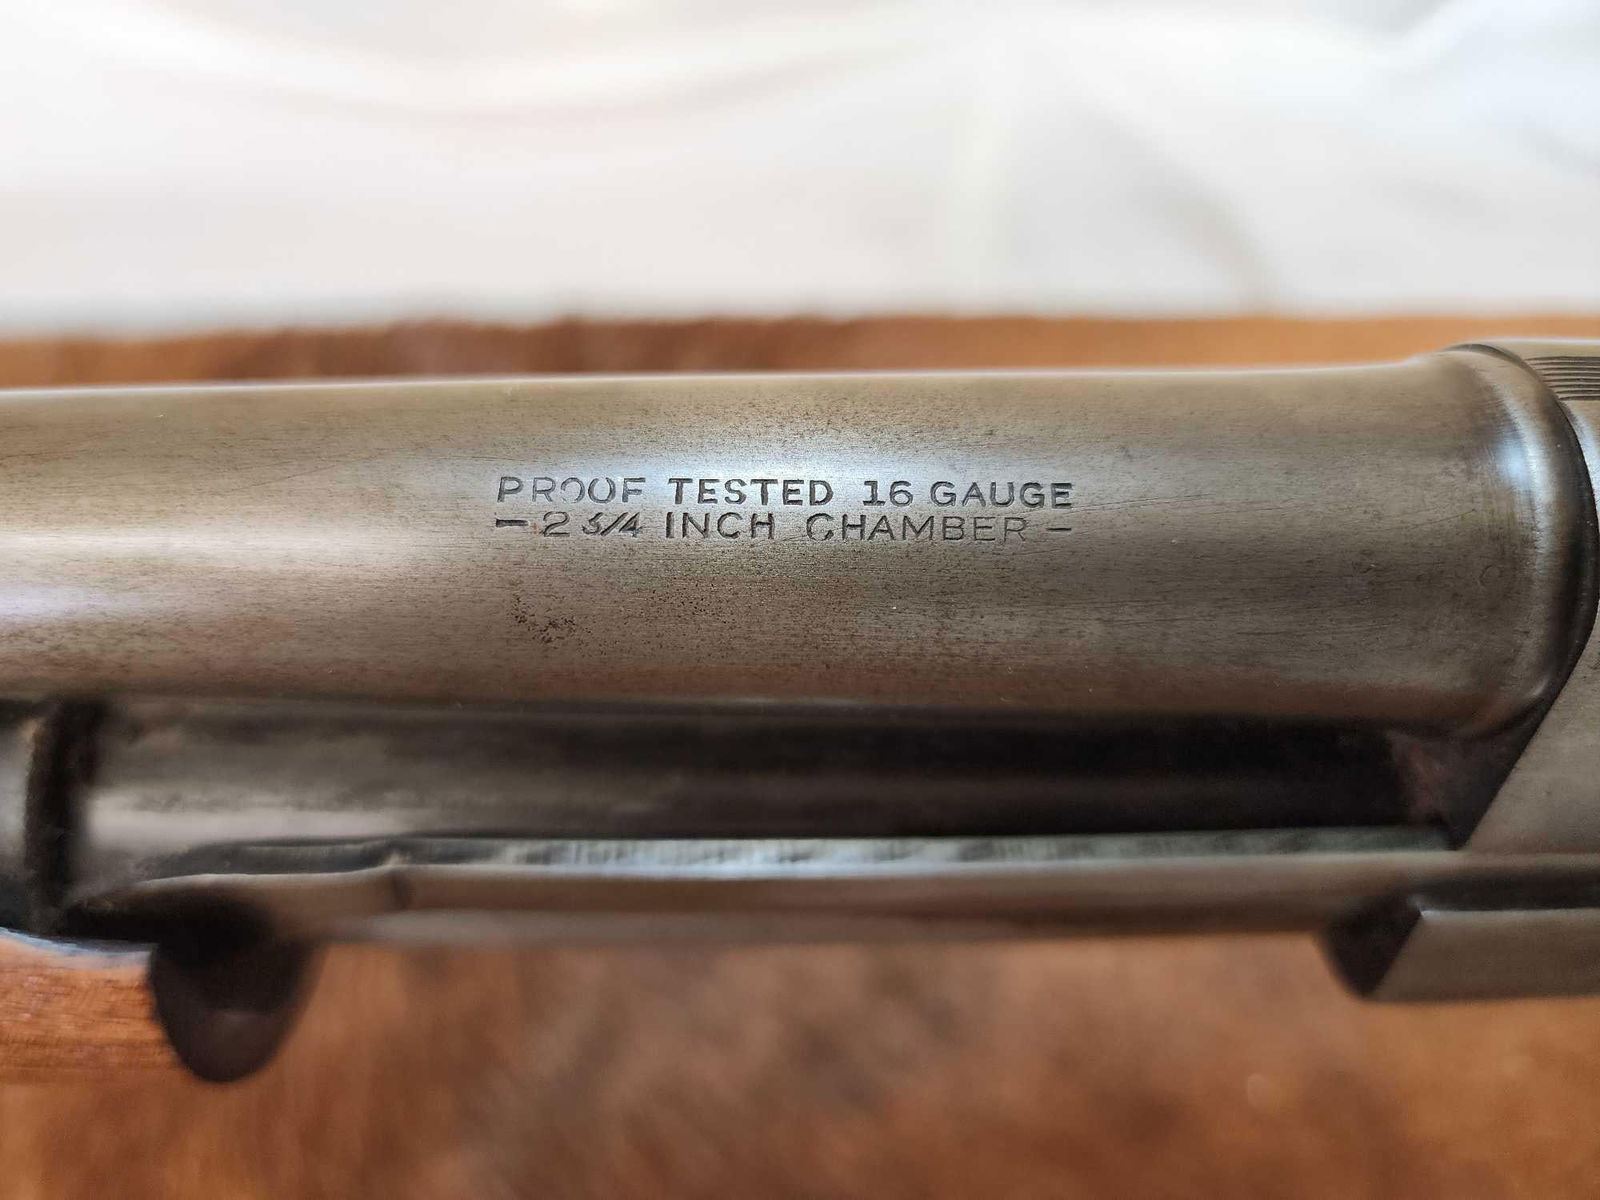 PROOF TESTED 16 GAUGE
- 2 3/4 INCH CHAMBER -